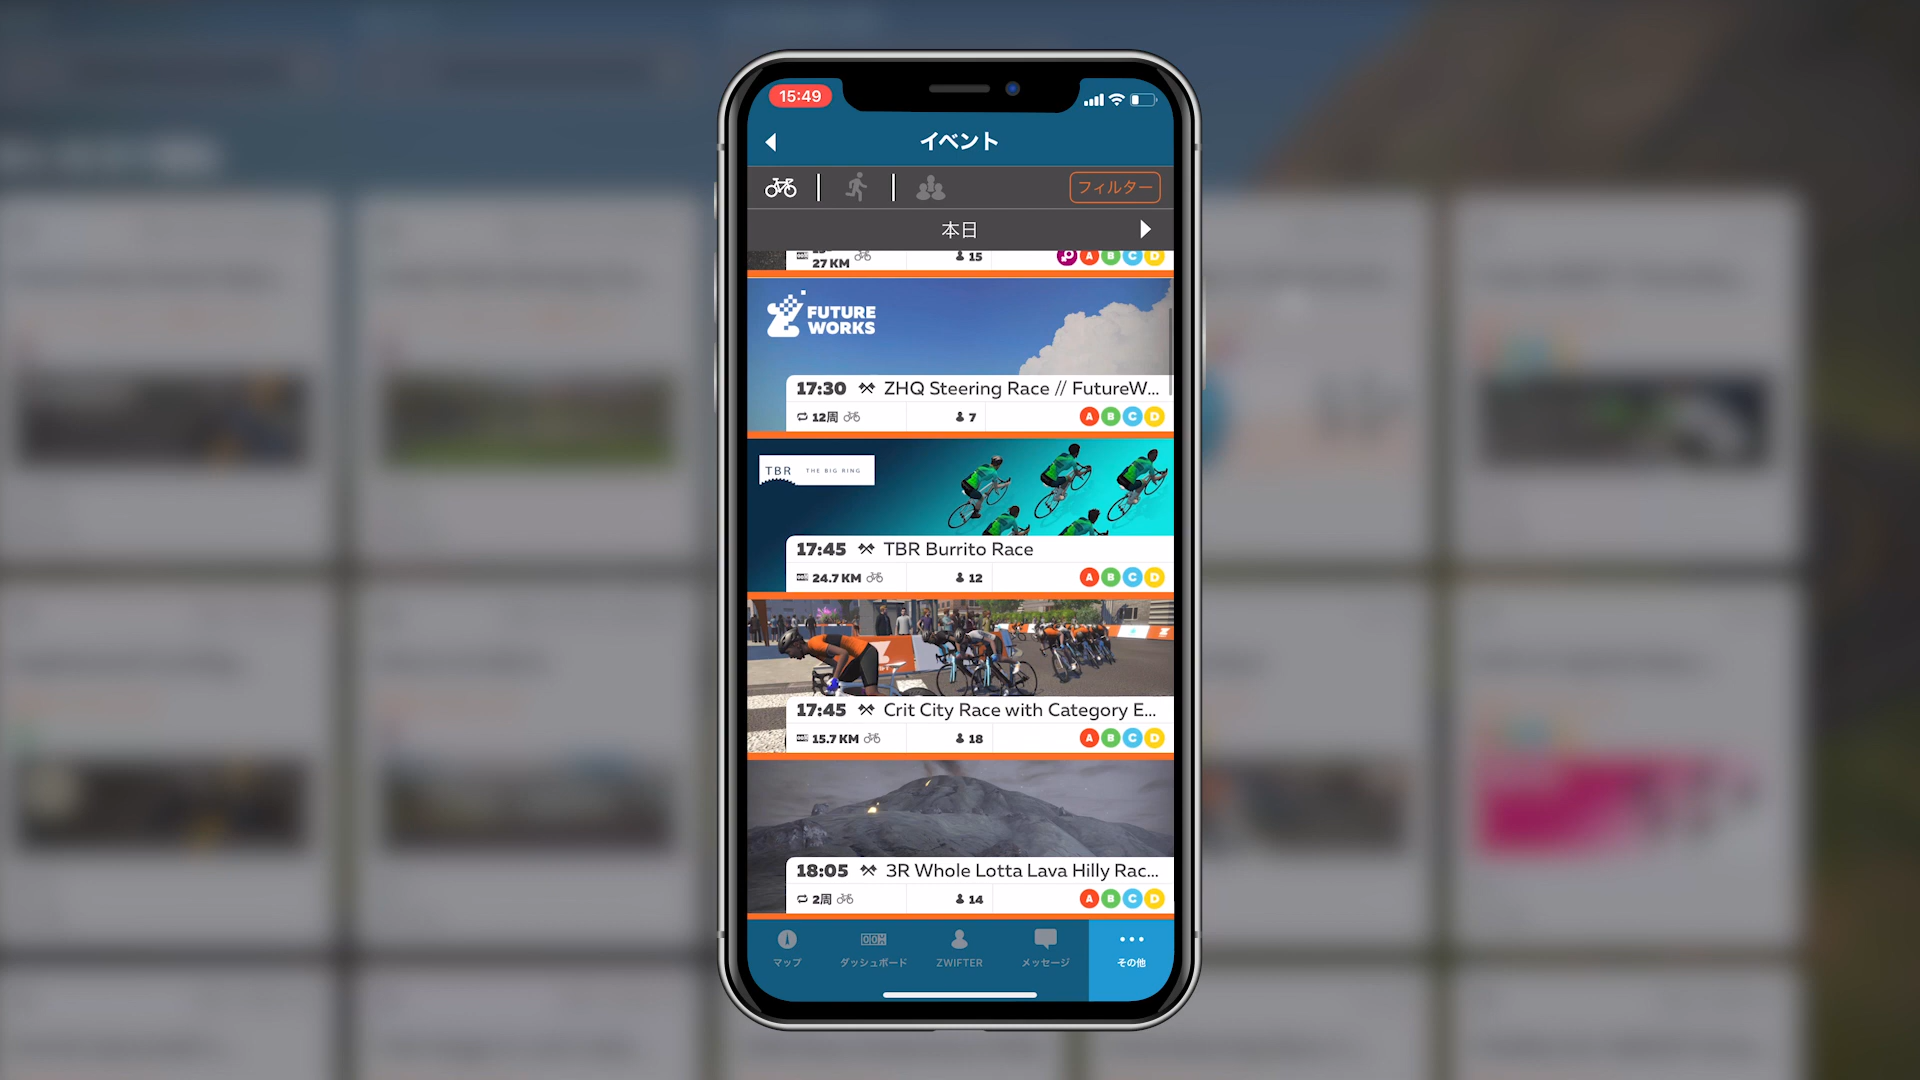 15:49
イベント
フィルター
本日
27 KM
15
A B C D
FUTURE
WORKS
17:30 ZHQ Steering Race // FutureW...
12周 7 A B C D
TBR THE BIG RING
17:45 TBR Burrito Race
24.7 KM 12 A B C D
17:45 Crit City Race with Category E...
15.7 KM 18 A B C D
18:05 3R Whole Lotta Lava Hilly Rac...
2周 14 A B C D
マップ ダッシュボード ZWIFTER メッセージ その他